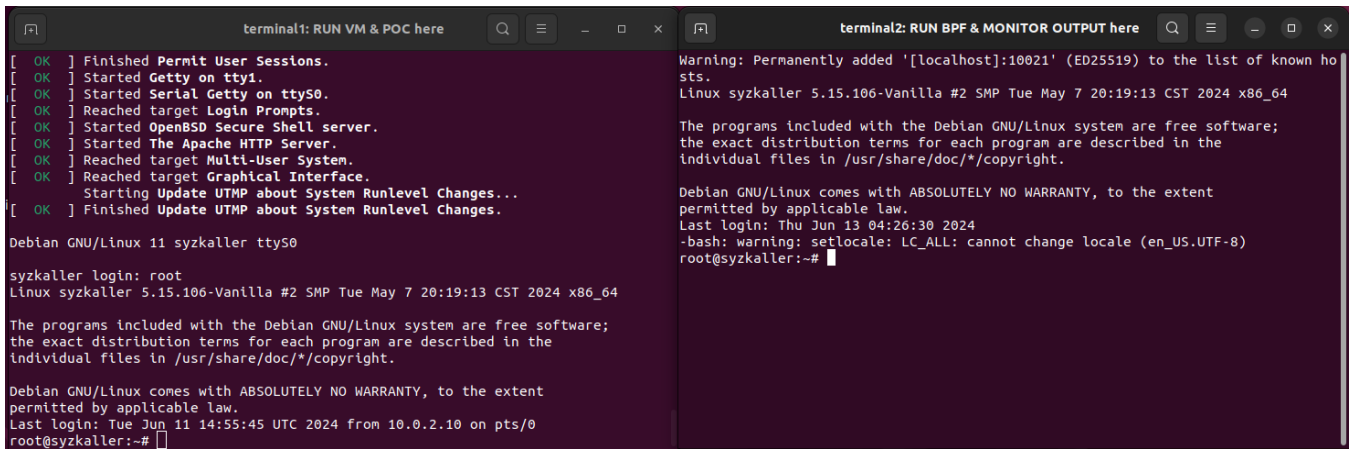 terminal1: RUN VM & POC here
[  OK  ] Finished Permit User Sessions.
[  OK  ] Started Getty on tty1.
[  OK  ] Started Serial Getty on ttyS0.
[  OK  ] Reached target Login Prompts.
[  OK  ] Started OpenBSD Secure Shell server.
[  OK  ] Started The Apache HTTP Server.
[  OK  ] Reached target Multi-User System.
[  OK  ] Reached target Graphical Interface.
Starting Update UTMP about System Runlevel Changes...
[  OK  ] Finished Update UTMP about System Runlevel Changes.
Debian GNU/Linux 11 syzkaller ttyS0
syzkaller login: root
Linux syzkaller 5.15.106-Vanilla #2 SMP Tue May 7 20:19:13 CST 2024 x86_64
The programs included with the Debian GNU/Linux system are free software;
the exact distribution terms for each program are described in the
individual files in /usr/share/doc/*/copyright.
Debian GNU/Linux comes with ABSOLUTELY NO WARRANTY, to the extent
permitted by applicable law.
Last login: Tue Jun 11 14:55:45 UTC 2024 from 10.0.2.10 on pts/0
root@syzkaller:~#
terminal2: RUN BPF & MONITOR OUTPUT here
Warning: Permanently added '[localhost]:10021' (ED25519) to the list of known ho
sts.
Linux syzkaller 5.15.106-Vanilla #2 SMP Tue May 7 20:19:13 CST 2024 x86_64
The programs included with the Debian GNU/Linux system are free software;
the exact distribution terms for each program are described in the
individual files in /usr/share/doc/*/copyright.
Debian GNU/Linux comes with ABSOLUTELY NO WARRANTY, to the extent
permitted by applicable law.
Last login: Thu Jun 13 04:26:30 2024
-bash: warning: setlocale: LC_ALL: cannot change locale (en_US.UTF-8)
root@syzkaller:~#